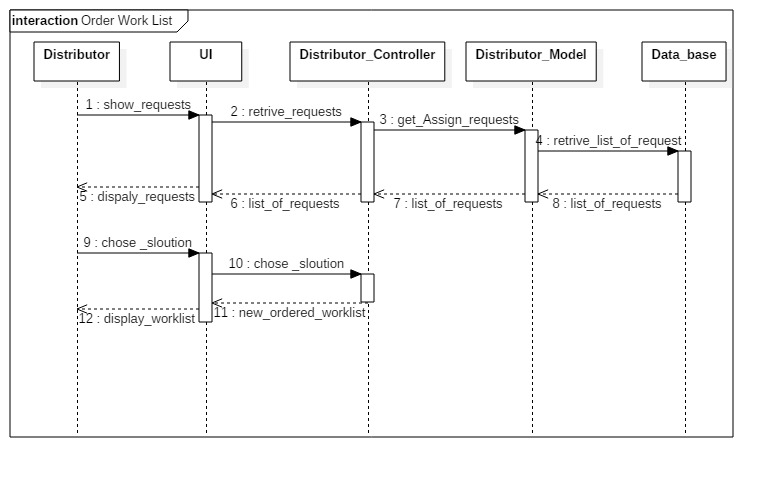 interaction Order Work List
Distributor UI Distributor_Controller Distributor_Model Data_base
1 : show_requests
2 : retrive_requests
3 : get_Assign_requests
4 : retrive_list_of_request
5 : dispaly_requests
6 : list_of_requests
7 : list_of_requests
8 : list_of_requests
9 : chose _sloution
10 : chose _sloution
11 : new_ordered_worklist
12 : display_worklist